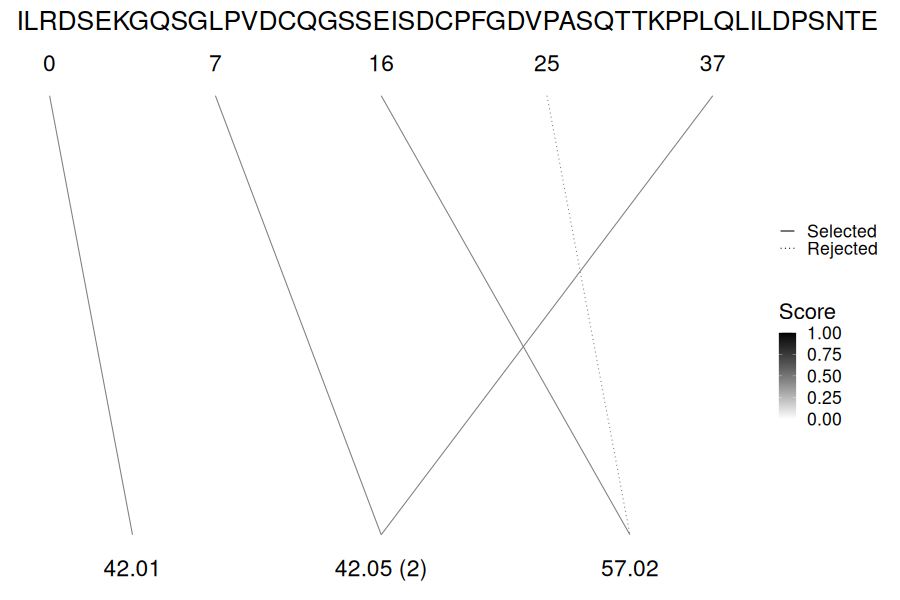 ILRDSEKGQSGLPVDCQGSSEISDCPFGDVPASQTTKPPLQLILDPSNTE
0 7 16 25 37
Selected
Rejected
Score
1.00
0.75
0.50
0.25
0.00
42.01 42.05 (2) 57.02